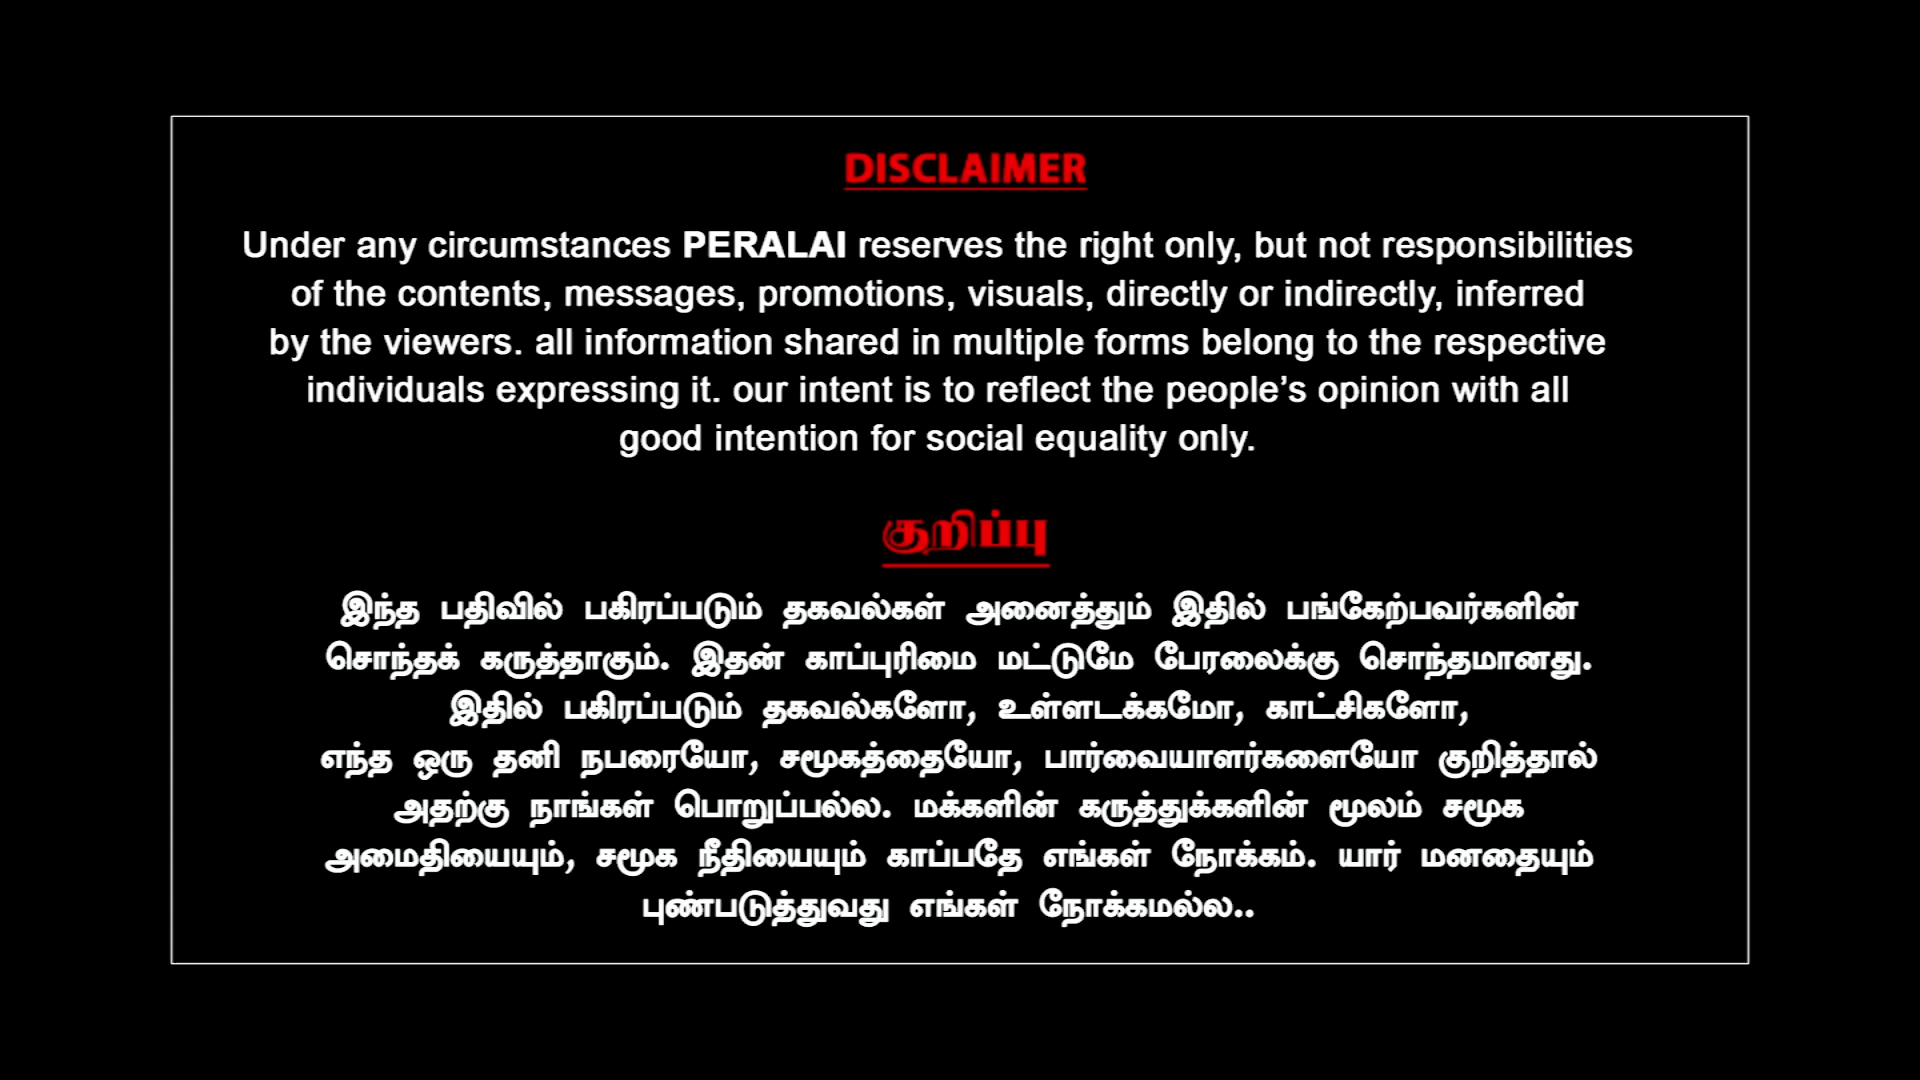 DISCLAIMER
Under any circumstances PERALAI reserves the right only, but not responsibilities
of the contents, messages, promotions, visuals, directly or indirectly, inferred
by the viewers. all information shared in multiple forms belong to the respective
individuals expressing it. our intent is to reflect the people’s opinion with all
good intention for social equality only.
குறிப்பு
இந்த பதிவில் பகிரப்படும் தகவல்கள் அனைத்தும் இதில் பங்கேற்பவர்களின்
சொந்தக் கருத்தாகும். இதன் காப்புரிமை மட்டுமே பேரலைக்கு சொந்தமானது.
இதில் பகிரப்படும் தகவல்களோ, உள்ளடக்கமோ, காட்சிகளோ,
எந்த ஒரு தனி நபரையோ, சமூகத்தையோ, பார்வையாளர்களையோ குறித்தால்
அதற்கு நாங்கள் பொறுப்பல்ல. மக்களின் கருத்துக்களின் மூலம் சமூக
அமைதியையும், சமூக நீதியையும் காப்பதே எங்கள் நோக்கம். யார் மனதையும்
புண்படுத்துவது எங்கள் நோக்கமல்ல..